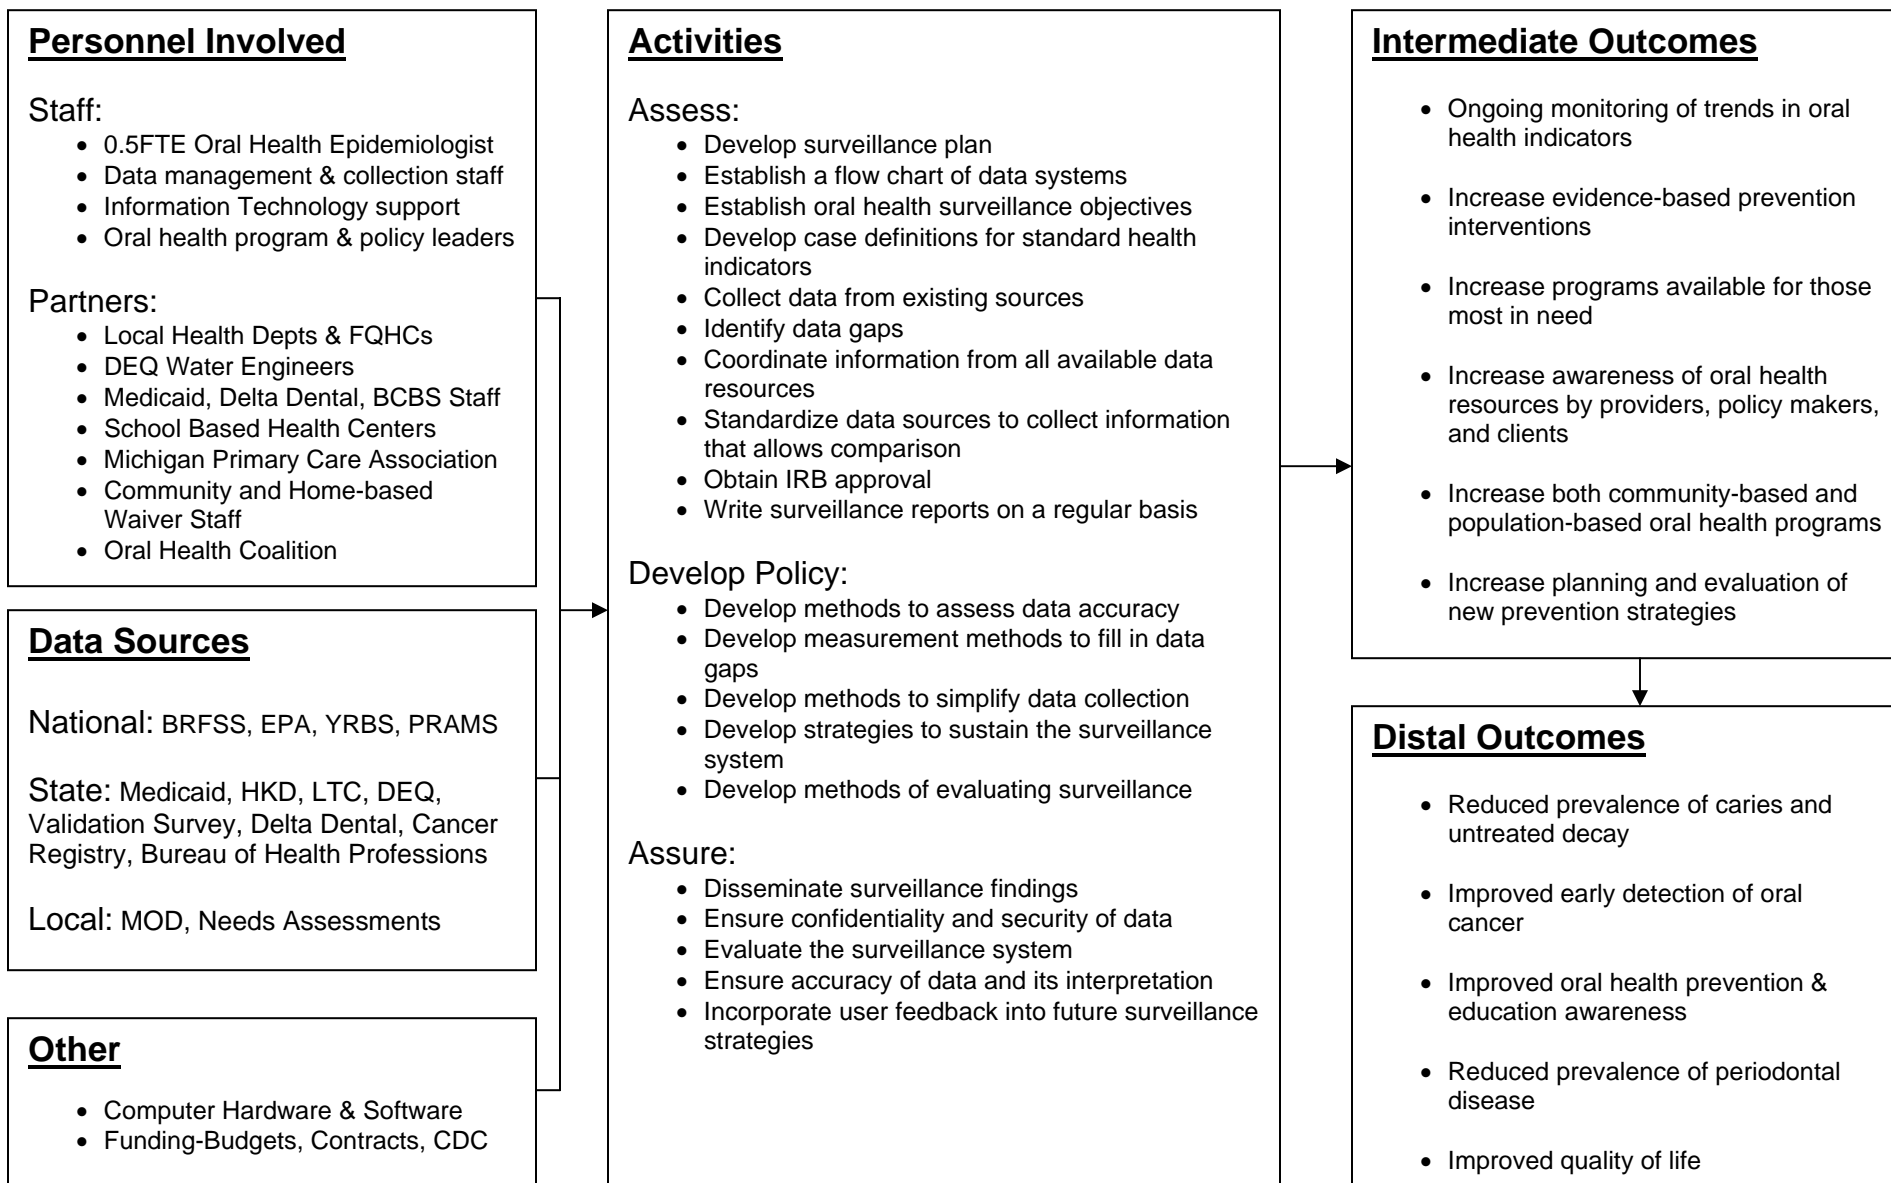 Personnel Involved
Staff:
• 0.5FTE Oral Health Epidemiologist
• Data management & collection staff
• Information Technology support
• Oral health program & policy leaders
Partners:
• Local Health Depts & FQHCs
• DEQ Water Engineers
• Medicaid, Delta Dental, BCBS Staff
• School Based Health Centers
• Michigan Primary Care Association
• Community and Home-based
Waiver Staff
• Oral Health Coalition
Data Sources
National: BRFSS, EPA, YRBS, PRAMS
State: Medicaid, HKD, LTC, DEQ,
Validation Survey, Delta Dental, Cancer
Registry, Bureau of Health Professions
Local: MOD, Needs Assessments
Other
• Computer Hardware & Software
• Funding-Budgets, Contracts, CDC
Activities
Assess:
• Develop surveillance plan
• Establish a flow chart of data systems
• Establish oral health surveillance objectives
• Develop case definitions for standard health
indicators
• Collect data from existing sources
• Identify data gaps
• Coordinate information from all available data
resources
• Standardize data sources to collect information
that allows comparison
• Obtain IRB approval
• Write surveillance reports on a regular basis
Develop Policy:
• Develop methods to assess data accuracy
• Develop measurement methods to fill in data
gaps
• Develop methods to simplify data collection
• Develop strategies to sustain the surveillance
system
• Develop methods of evaluating surveillance
Assure:
• Disseminate surveillance findings
• Ensure confidentiality and security of data
• Evaluate the surveillance system
• Ensure accuracy of data and its interpretation
• Incorporate user feedback into future surveillance
strategies
Intermediate Outcomes
• Ongoing monitoring of trends in oral
health indicators
• Increase evidence-based prevention
interventions
• Increase programs available for those
most in need
• Increase awareness of oral health
resources by providers, policy makers,
and clients
• Increase both community-based and
population-based oral health programs
• Increase planning and evaluation of
new prevention strategies
Distal Outcomes
• Reduced prevalence of caries and
untreated decay
• Improved early detection of oral
cancer
• Improved oral health prevention &
education awareness
• Reduced prevalence of periodontal
disease
• Improved quality of life